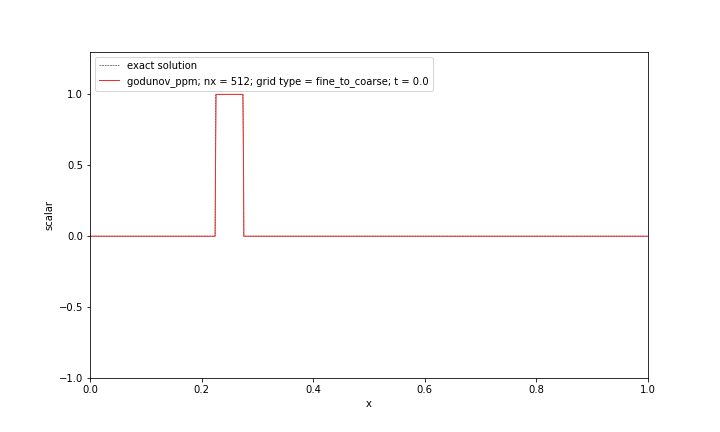 exact solution
godunov_ppm; nx = 512; grid type = fine_to_coarse; t = 0.0
1.0
0.5
0.0
−0.5
−1.0
scalar
0.0 0.2 0.4 0.6 0.8 1.0
x